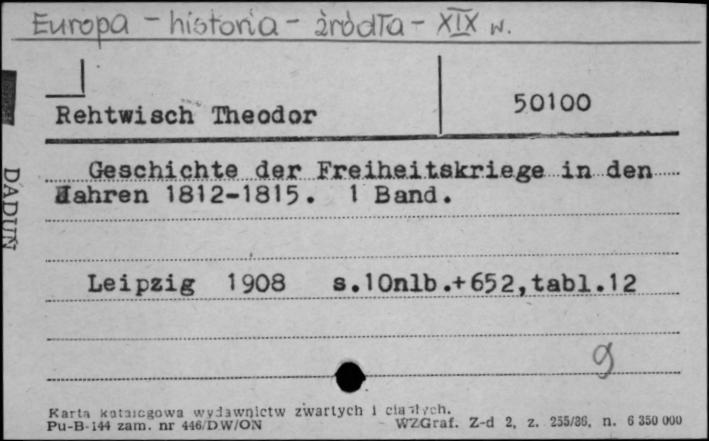 Europa - historia - źródła - XIX w.
Rehtwisch Theodor
50100
Geschichte der Freiheitskriege in den
Jahren 1812-1815. 1 Band.
DADUŃ
Leipzig 1908 s.10nlb.+652,tabl.12
g
Karta katalogowa wydawnictw zwartych i ciągłych.
Pu-B-144 zam. nr 446/DW/ON WZGraf. Z-d 2, z. 255/86, n. 6 350 000